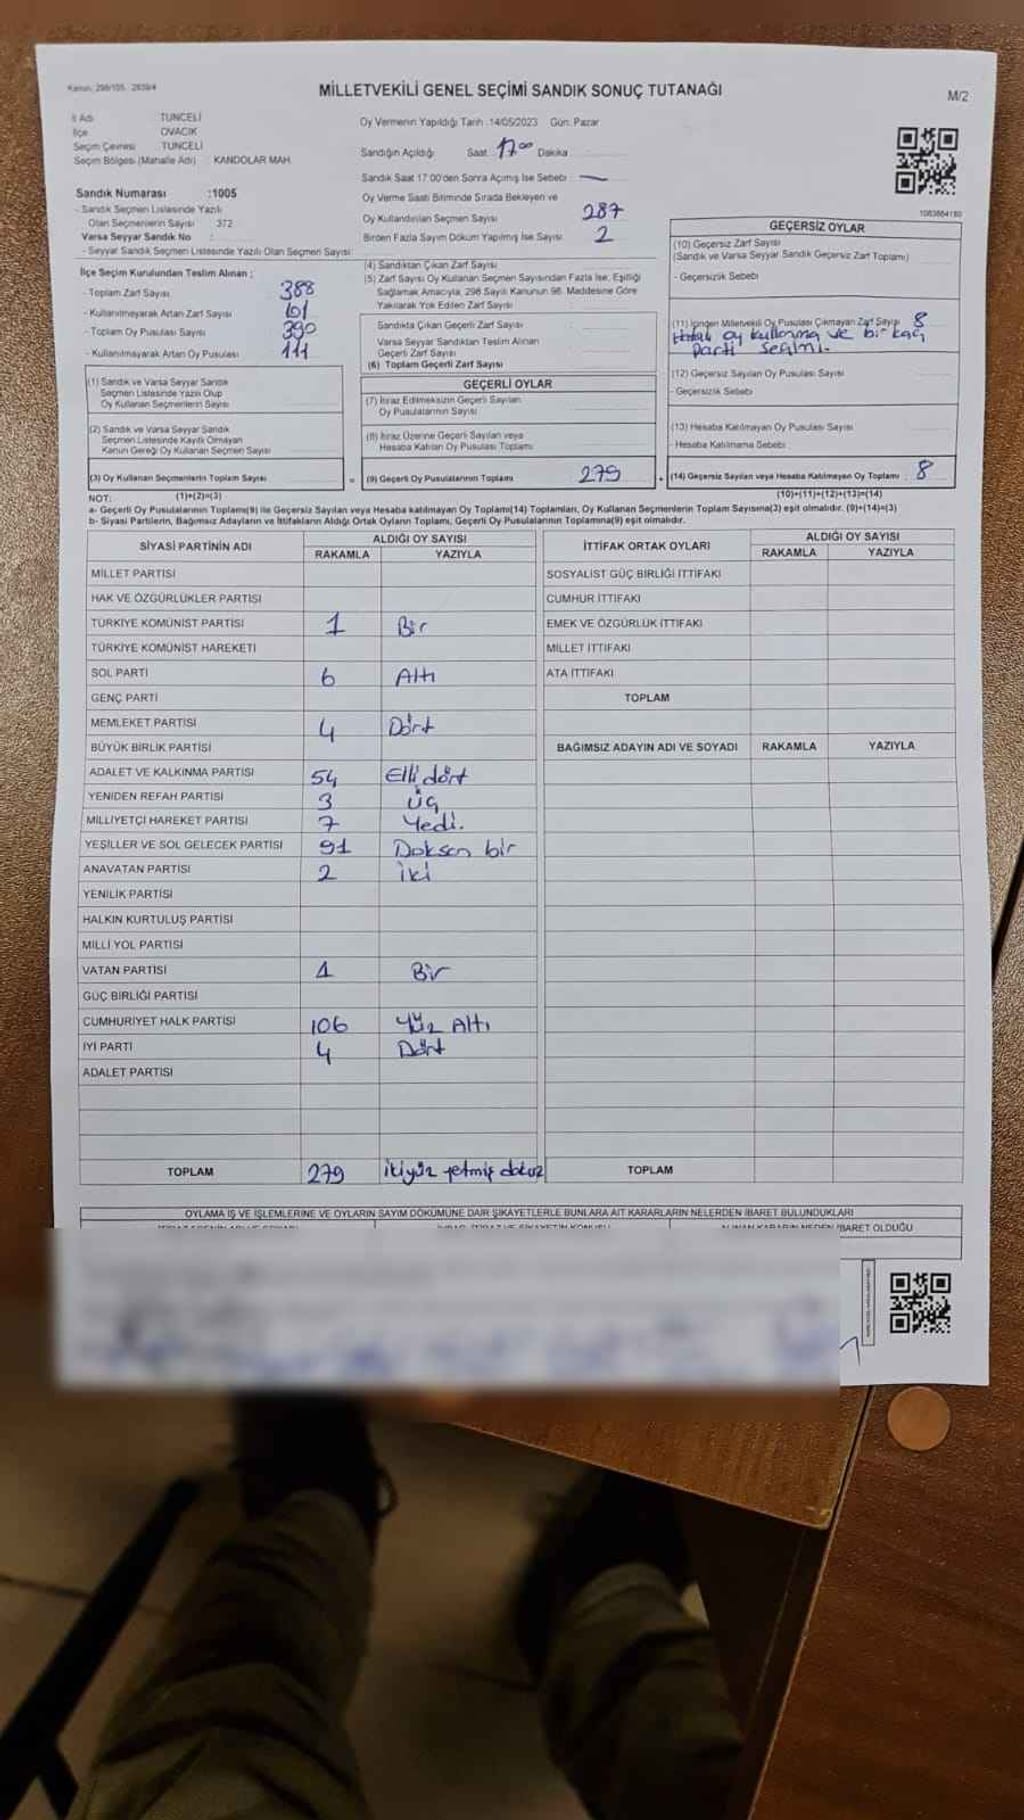 Kanun: 298/105 2839/4
MİLLETVEKİLİ GENEL SEÇİMİ SANDIK SONUÇ TUTANAĞI
M/2
İl Adı TUNCELİ
İlçe OVACIK
Seçim Çevresi : TUNCELİ
Seçim Bölgesi (Mahalle Adı) KANDOLAR MAH.
Oy Vermenin Yapıldığı Tarih : 14/05/2023 Gün: Pazar
Sandığın Açıldığı Saat 17 00 Dakika
Sandık Saat 17:00'den Sonra Açmış İse Sebebi : —
Oy Verme Saati Bitiminde Sırada Bekleyen ve
Oy Kullandırılan Seçmen Sayısı 287
Birden Fazla Sayım Döküm Yapılmış İse Sayısı 2
Sandık Numarası :1005
- Sandık Seçmen Listesinde Yazılı
Olan Seçmenlerin Sayısı : 372
Varsa Seyyar Sandık No :
- Seyyar Sandık Seçmen Listesinde Yazılı Olan Seçmen Sayısı :
İlçe Seçim Kurulundan Teslim Alınan ;
- Toplam Zarf Sayısı 388
- Kullanılmayarak Artan Zarf Sayısı 101
- Toplam Oy Pusulası Sayısı 390
- Kullanılmayarak Artan Oy Pusulası 111
(1) Sandık ve Varsa Seyyar Sandık
Seçmen Listesinde Yazılı Olup
Oy Kullanan Seçmenlerin Sayısı
(2) Sandık ve Varsa Seyyar Sandık
Seçmen Listesinde Kayıtlı Olmayan
Kanun Gereği Oy Kullanan Seçmen Sayısı
(3) Oy Kullanan Seçmenlerin Toplam Sayısı
(1)+(2)=(3)
(4) Sandıktan Çıkan Zarf Sayısı
(5) Zarf Sayısı Oy Kullanan Seçmen Sayısından Fazla İse, Eşitliği
Sağlamak Amacıyla, 298 Sayılı Kanunun 98. Maddesine Göre
Yakılarak Yok Edilen Zarf Sayısı
Sandıkta Çıkan Geçerli Zarf Sayısı :
Varsa Seyyar Sandıktan Teslim Alınan
Geçerli Zarf Sayısı :
(6) Toplam Geçerli Zarf Sayısı
GEÇERLİ OYLAR
(7) İtiraz Edilmeksizin Geçerli Sayılan
Oy Pusulalarının Sayısı
(8) İtiraz Üzerine Geçerli Sayılan veya
Hesaba Katılan Oy Pusulası Toplamı
= (9) Geçerli Oy Pusulalarının Toplamı 279
1083664180
GEÇERSİZ OYLAR
(10) Geçersiz Zarf Sayısı
(Sandık ve Varsa Seyyar Sandık Geçersiz Zarf Toplamı)
- Geçersizlik Sebebi
(11) İçinden Milletvekili Oy Pusulası Çıkmayan Zarf Sayısı 8
Hatalı oy kullanma ve bir kaç
Parti seçimi.
(12) Geçersiz Sayılan Oy Pusulası Sayısı
- Geçersizlik Sebebi
(13) Hesaba Katılmayan Oy Pusulası Sayısı
- Hesaba Katılmama Sebebi
+ (14) Geçersiz Sayılan veya Hesaba Katılmayan Oy Toplamı : 8
(10)+(11)+(12)+(13)=(14)
NOT:
a- Geçerli Oy Pusulalarının Toplamı(9) ile Geçersiz Sayılan veya Hesaba katılmayan Oy Toplamı(14) Toplamları, Oy Kullanan Seçmenlerin Toplam Sayısına(3) eşit olmalıdır. (9)+(14)=(3)
b- Siyasi Partilerin, Bağımsız Adayların ve İttifakların Aldığı Ortak Oyların Toplamı, Geçerli Oy Pusulalarının Toplamına(9) eşit olmalıdır.
SİYASİ PARTİNİN ADI ALDIĞI OY SAYISI
RAKAMLA YAZIYLA
MİLLET PARTİSİ
HAK VE ÖZGÜRLÜKLER PARTİSİ
TÜRKİYE KOMÜNİST PARTİSİ 1 Bir
TÜRKİYE KOMÜNİST HAREKETİ
SOL PARTİ 6 Altı
GENÇ PARTİ
MEMLEKET PARTİSİ 4 Dört
BÜYÜK BİRLİK PARTİSİ
ADALET VE KALKINMA PARTİSİ 54 Elli dört
YENİDEN REFAH PARTİSİ 3 üç
MİLLİYETÇİ HAREKET PARTİSİ 7 Yedi.
YEŞİLLER VE SOL GELECEK PARTİSİ 91 Doksan bir
ANAVATAN PARTİSİ 2 iki
YENİLİK PARTİSİ
HALKIN KURTULUŞ PARTİSİ
MİLLİ YOL PARTİSİ
VATAN PARTİSİ 1 Bir
GÜÇ BİRLİĞİ PARTİSİ
CUMHURİYET HALK PARTİSİ 106 Yüz Altı
İYİ PARTİ 4 Dört
ADALET PARTİSİ
TOPLAM 279 ikiyüz yetmiş dokuz
İTTİFAK ORTAK OYLARI ALDIĞI OY SAYISI
RAKAMLA YAZIYLA
SOSYALİST GÜÇ BİRLİĞİ İTTİFAKI
CUMHUR İTTİFAKI
EMEK VE ÖZGÜRLÜK İTTİFAKI
MİLLET İTTİFAKI
ATA İTTİFAKI
TOPLAM
BAĞIMSIZ ADAYIN ADI VE SOYADI RAKAMLA YAZIYLA
TOPLAM
OYLAMA İŞ VE İŞLEMLERİNE VE OYLARIN SAYIM DÖKÜMÜNE DAİR ŞİKAYETLERLE BUNLARA AİT KARARLARIN NELERDEN İBARET BULUNDUKLARI
ALINAN KARARIN NEDEN İBARET OLDUĞU